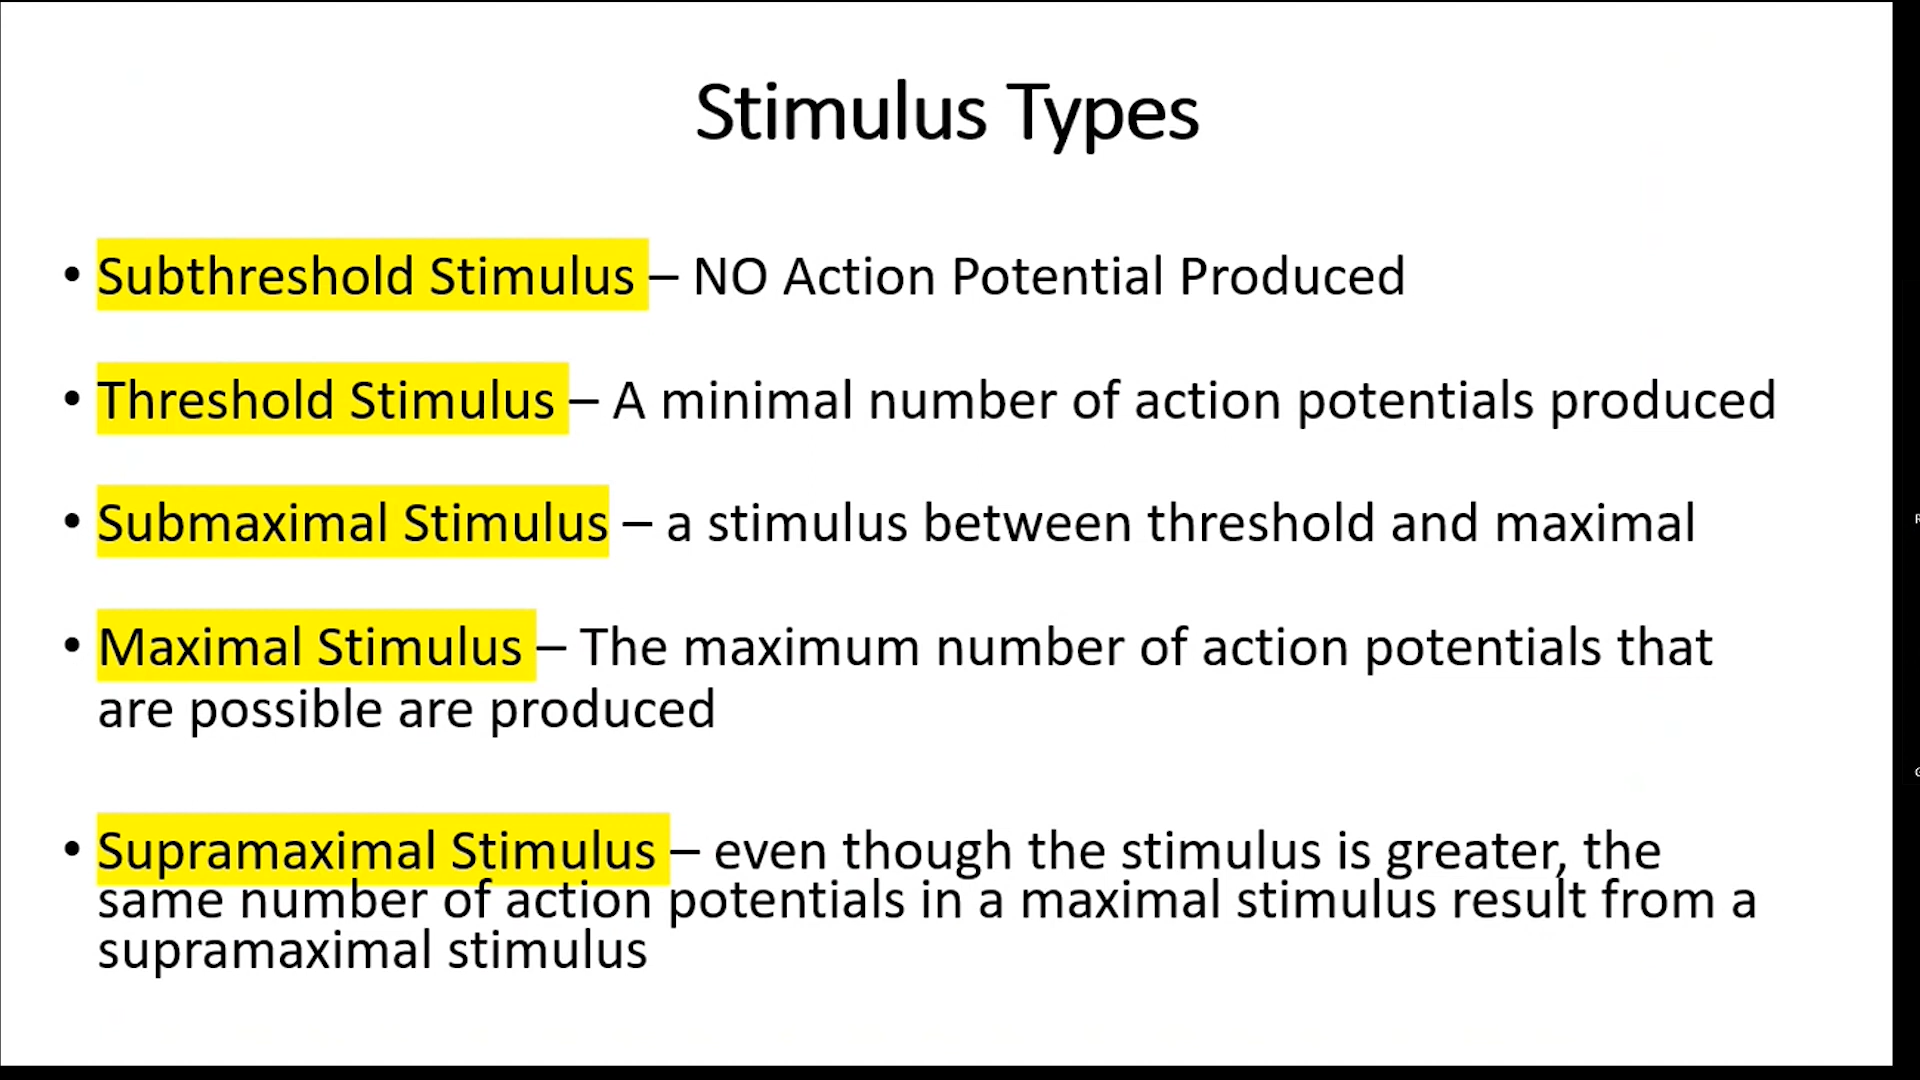 Stimulus Types
• Subthreshold Stimulus – NO Action Potential Produced
• Threshold Stimulus – A minimal number of action potentials produced
• Submaximal Stimulus – a stimulus between threshold and maximal
• Maximal Stimulus – The maximum number of action potentials that
are possible are produced
• Supramaximal Stimulus – even though the stimulus is greater, the
same number of action potentials in a maximal stimulus result from a
supramaximal stimulus